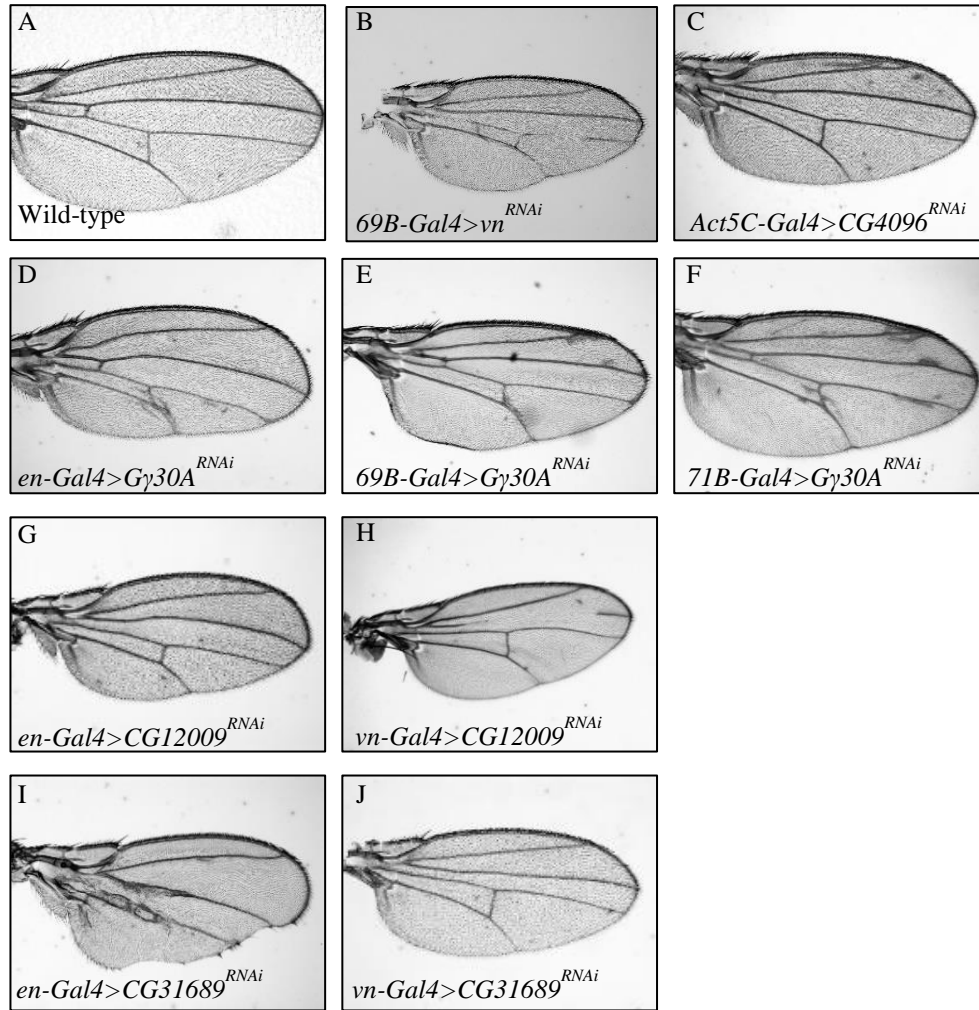 A
Wild-type
B
69B-Gal4>vn^RNAi
C
Act5C-Gal4>CG4096^RNAi
D
en-Gal4>Gγ30A^RNAi
E
69B-Gal4>Gγ30A^RNAi
F
71B-Gal4>Gγ30A^RNAi
G
en-Gal4>CG12009^RNAi
H
vn-Gal4>CG12009^RNAi
I
en-Gal4>CG31689^RNAi
J
vn-Gal4>CG31689^RNAi